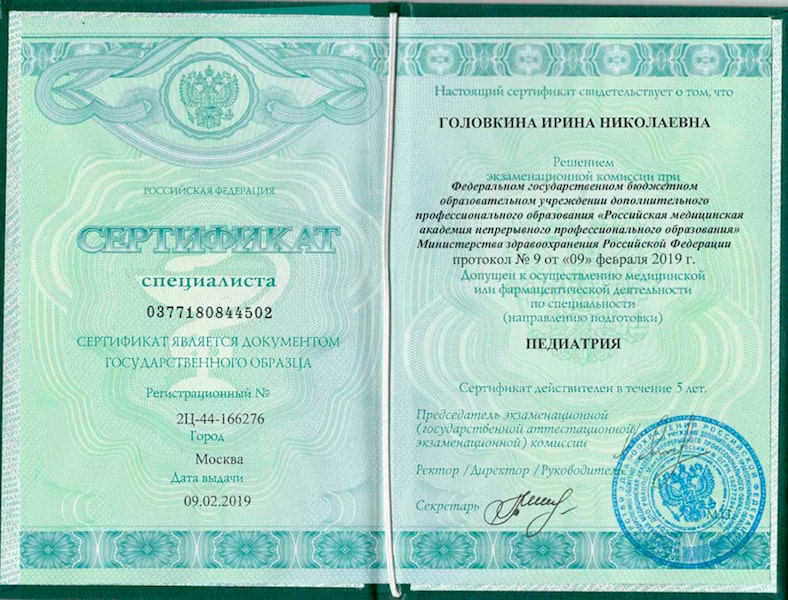 РОССИЙСКАЯ ФЕДЕРАЦИЯ
СЕРТИФИКАТ
специалиста
0377180844502
СЕРТИФИКАТ ЯВЛЯЕТСЯ ДОКУМЕНТОМ
ГОСУДАРСТВЕННОГО ОБРАЗЦА
Регистрационный №
2Ц-44-166276
Город
Москва
Дата выдачи
09.02.2019
Настоящий сертификат свидетельствует о том, что
ГОЛОВКИНА ИРИНА НИКОЛАЕВНА
Решением
экзаменационной комиссии при
Федеральном государственном бюджетном
образовательном учреждении дополнительного
профессионального образования «Российская медицинская
академия непрерывного профессионального образования»
Министерства здравоохранения Российской Федерации
протокол № 9 от «09» февраля 2019 г.
Допущен к осуществлению медицинской
или фармацевтической деятельности
по специальности
(направлению подготовки)
ПЕДИАТРИЯ
Сертификат действителен в течение 5 лет.
Председатель экзаменационной
(государственной аттестационной/
экзаменационной) комиссии
Ректор /Директор / Руководитель
Секретарь